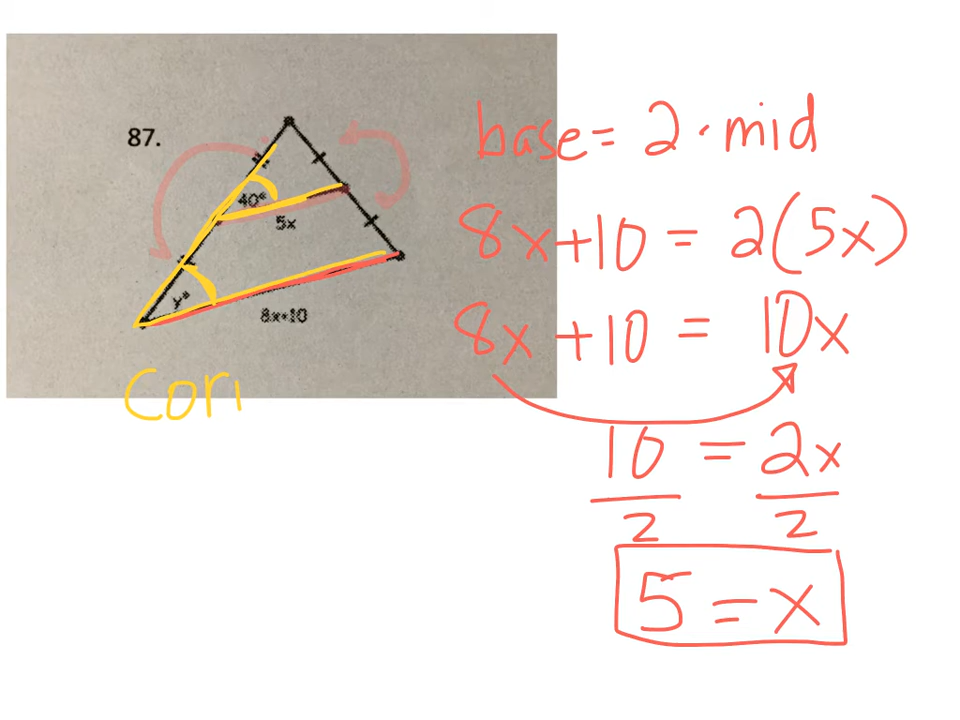 87.
40°
5x
y°
8x+10
Cori
base = 2 · mid
8x+10 = 2(5x)
8x+10 = 10x
10 = 2x
2 2
5 = x